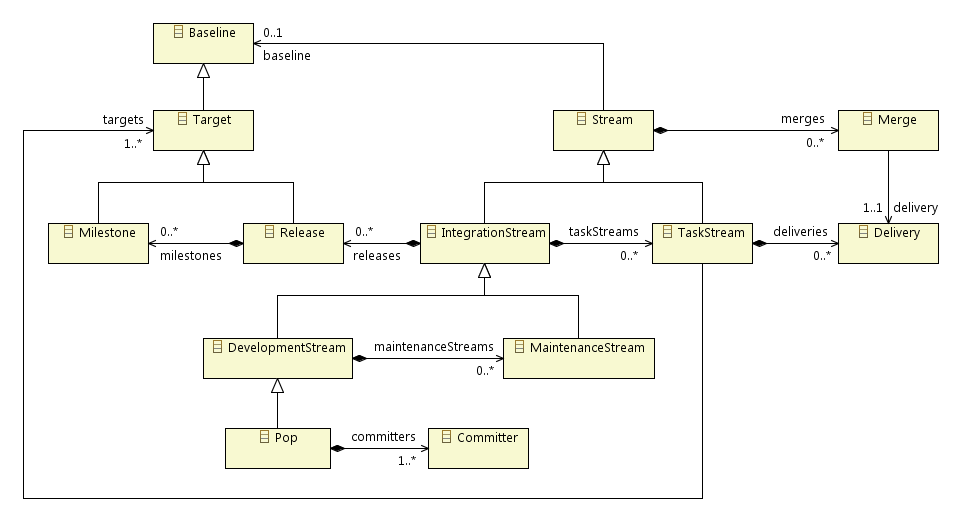 Baseline
0..1
baseline
targets
1..*
Target
Stream
merges
0..*
Merge
1..1
delivery
Milestone
0..*
milestones
Release
0..*
releases
IntegrationStream
taskStreams
0..*
TaskStream
deliveries
0..*
Delivery
DevelopmentStream
maintenanceStreams
0..*
MaintenanceStream
Pop
committers
1..*
Committer